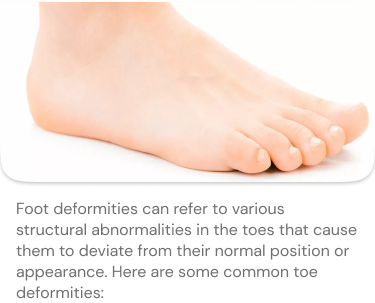 Foot deformities can refer to various
structural abnormalities in the toes that cause
them to deviate from their normal position or
appearance. Here are some common toe
deformities: